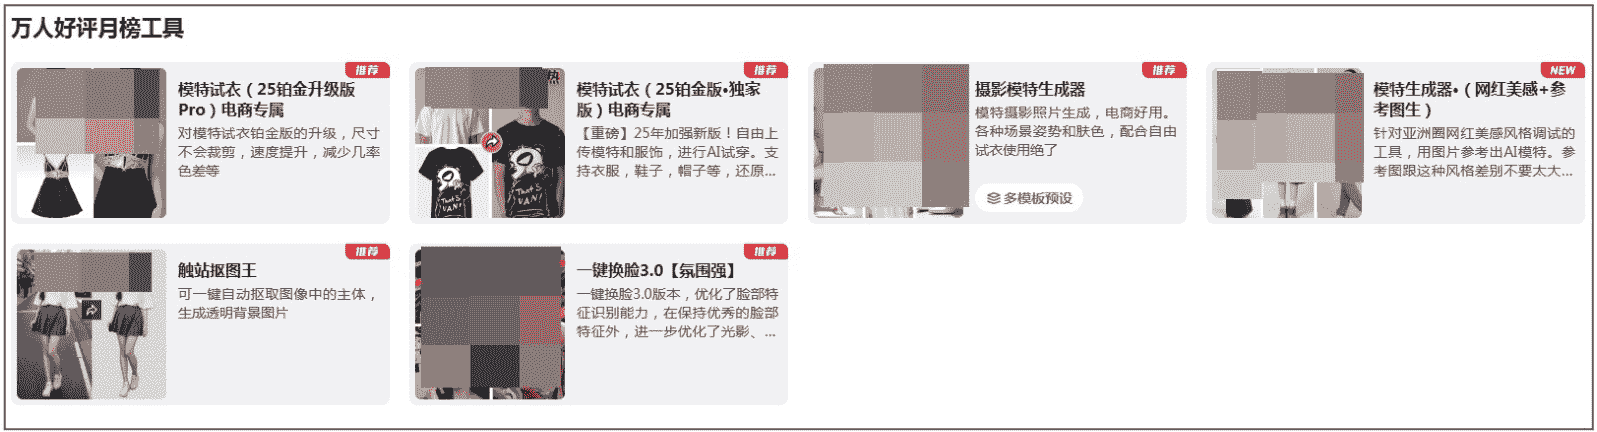 万人好评月榜工具
推荐
模特试衣（25铂金升级版
Pro）电商专属
对模特试衣铂金版的升级，尺寸
不会裁剪，速度提升，减少几率
色差等
热
推荐
模特试衣（25铂金版•独家
版）电商专属
【重磅】25年加强新版！自由上
传模特和服饰，进行AI试穿。支
持衣服，鞋子，帽子等，还原...
That's
VAN!
That's
VAN!
推荐
摄影模特生成器
模特摄影照片生成，电商好用。
各种场景姿势和肤色，配合自由
试衣使用绝了
多模板预设
NEW
模特生成器•（网红美感+参
考图生）
针对亚洲圈网红美感风格调试的
工具，用图片参考出AI模特。参
考图跟这种风格差别不要太大...
推荐
触站抠图王
可一键自动抠取图像中的主体，
生成透明背景图片
推荐
一键换脸3.0【氛围强】
一键换脸3.0版本，优化了脸部特
征识别能力，在保持优秀的脸部
特征外，进一步优化了光影、...